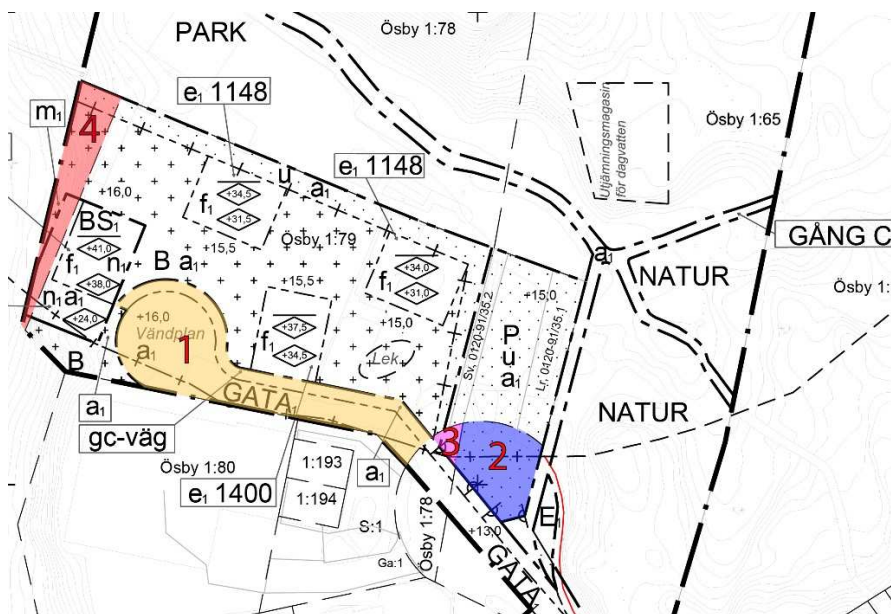 PARK
Ösby 1:78
e₁ 1148
m₁
4
Utjämningsmagasin
för dagvatten
Ösby 1:65
e₁ 1148
u
a₁
+16,0
f₁
+34,5
+31,5
BS₁
Ösby 1:79
GÅNG C
+41,0
+15,5
a₁
f₁
n₁
B a₁
+34,0
NATUR
+38,0
+15,5
f₁
+31,0
+15,0
Ösby 1:
n₁
a₁
+24,0
+16,0
Vändplan
1
a₁
f₁
+37,5
+34,5
+15,0
Lek
Sv. 0120-91/35.2
P
u
a₁
Lr. 0120-91/35.1
B
GATA₁
NATUR
a₁
gc-väg
3
2
a₁
Ösby 1:80
1:193
e₁ 1400
1:194
S:1
Ösby 1:78
+13,0
E₁
Ga:1
GATA₁